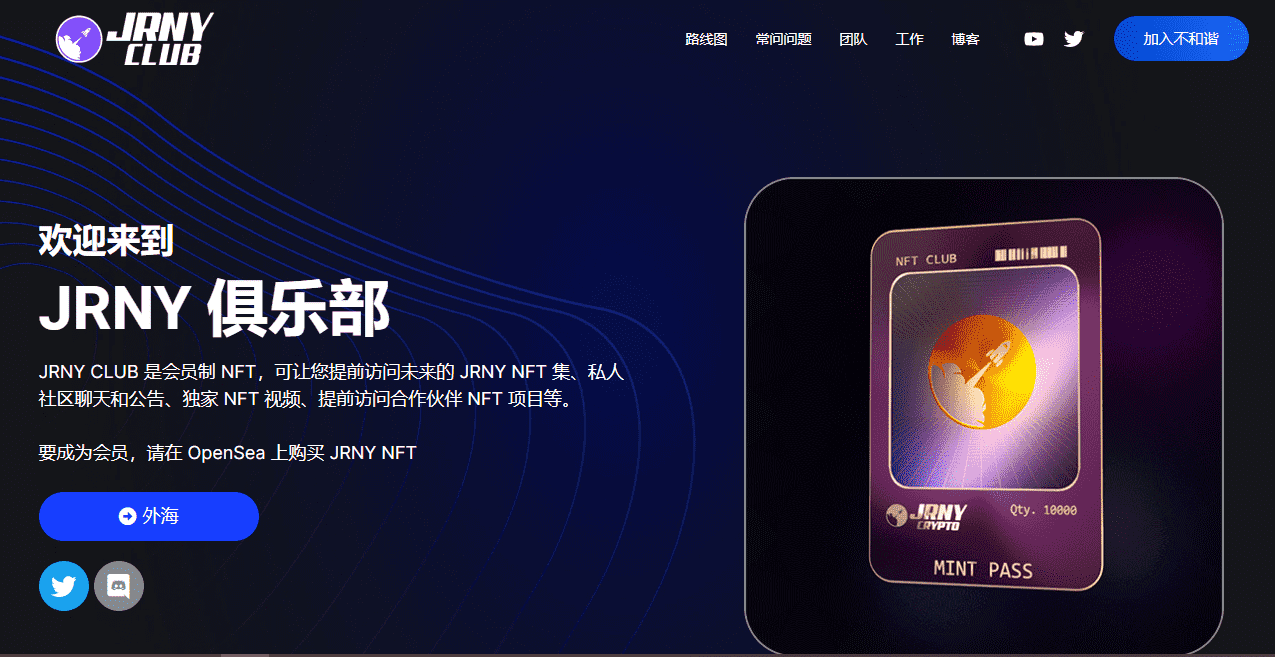 JRNY
CLUB
路线图 常问问题 团队 工作 博客 加入不和谐
欢迎来到
JRNY 俱乐部
JRNY CLUB 是会员制 NFT，可让您提前访问未来的 JRNY NFT 集、私人
社区聊天和公告、独家 NFT 视频、提前访问合作伙伴 NFT 项目等。
要成为会员，请在 OpenSea 上购买 JRNY NFT
外海
NFT CLUB
JRNY
CRYPTO
Qty. 10000
MINT PASS